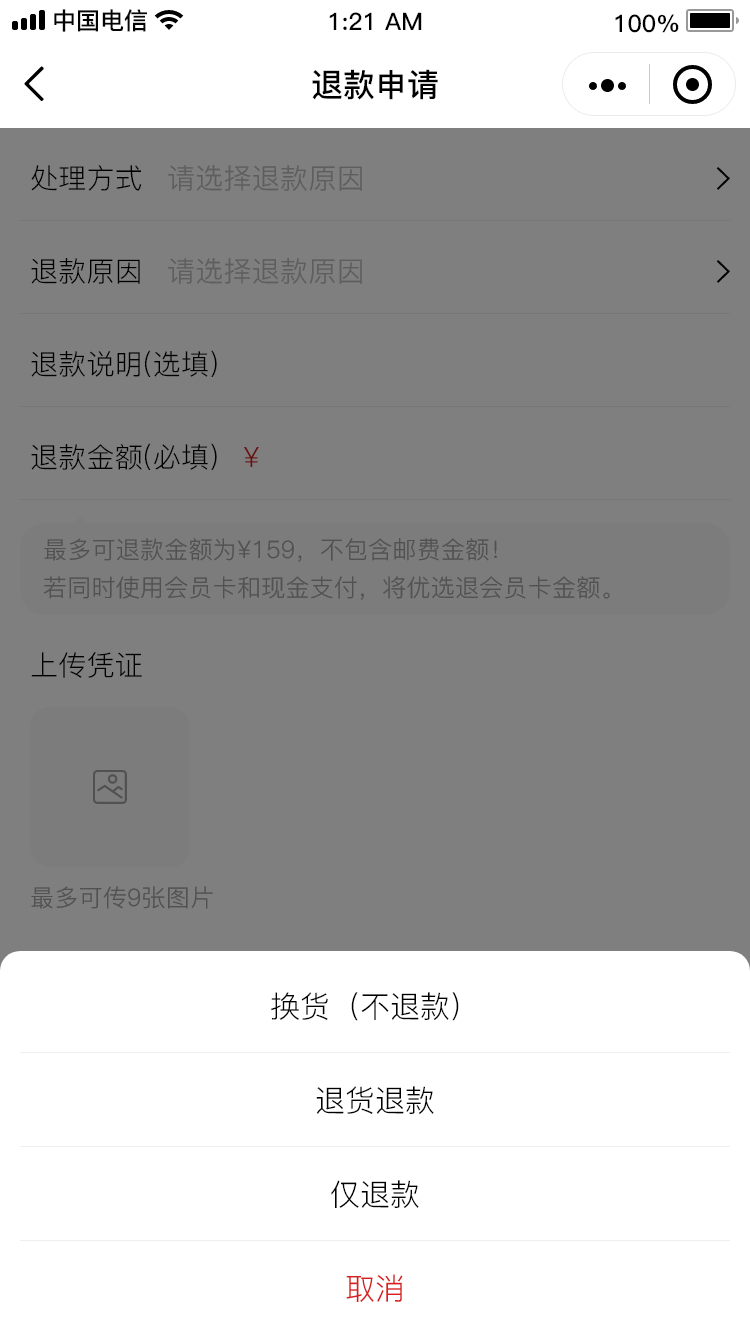 中国电信 1:21 AM 100%
退款申请
处理方式 请选择退款原因
退款原因 请选择退款原因
退款说明(选填)
退款金额(必填) ¥
最多可退款金额为¥159，不包含邮费金额！
若同时使用会员卡和现金支付，将优选退会员卡金额。
上传凭证
最多可传9张图片
换货（不退款）
退货退款
仅退款
取消